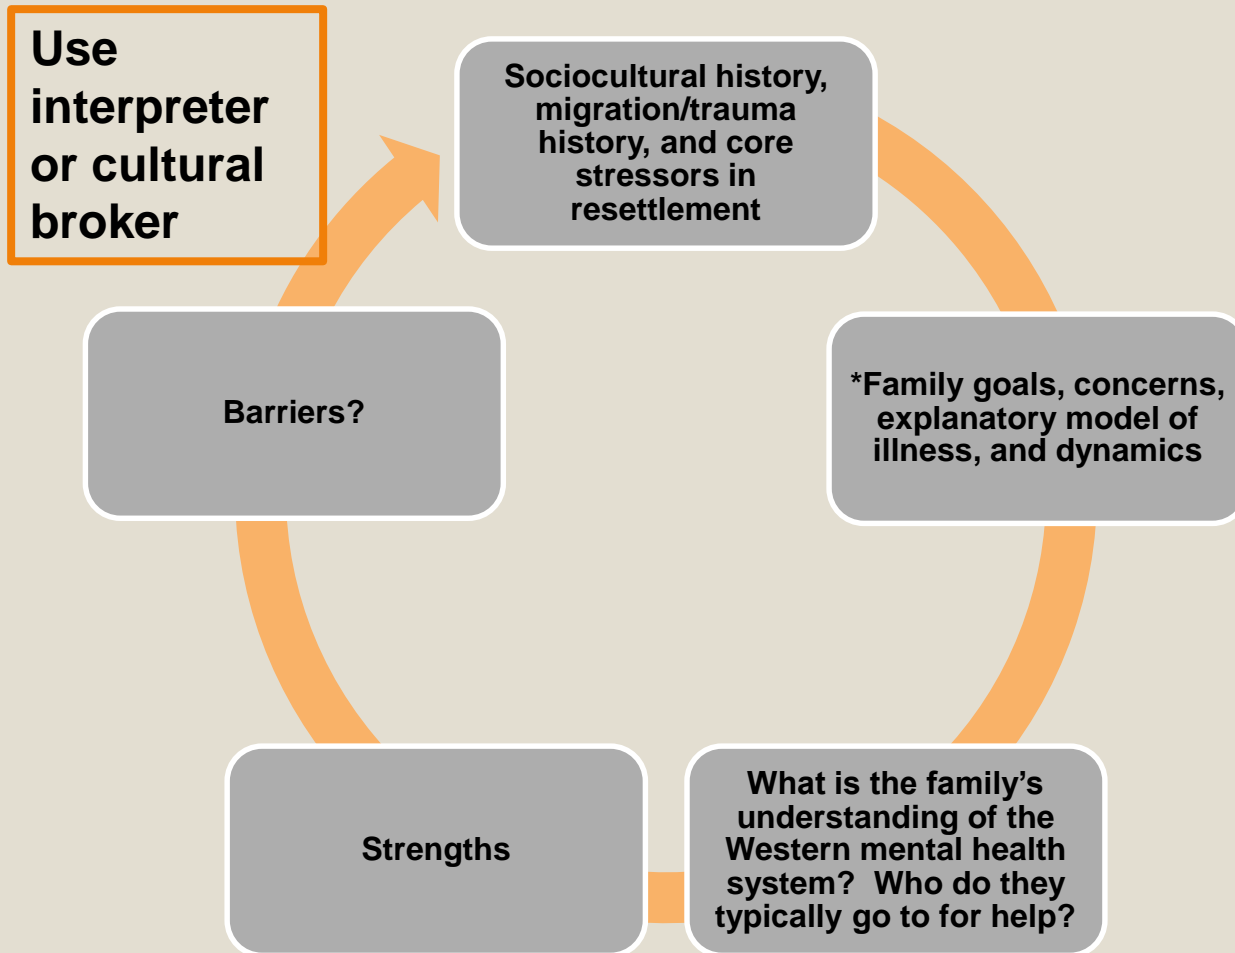 Use
interpreter
or cultural
broker
Sociocultural history,
migration/trauma
history, and core
stressors in
resettlement
*Family goals, concerns,
explanatory model of
illness, and dynamics
What is the family’s
understanding of the
Western mental health
system?  Who do they
typically go to for help?
Strengths
Barriers?